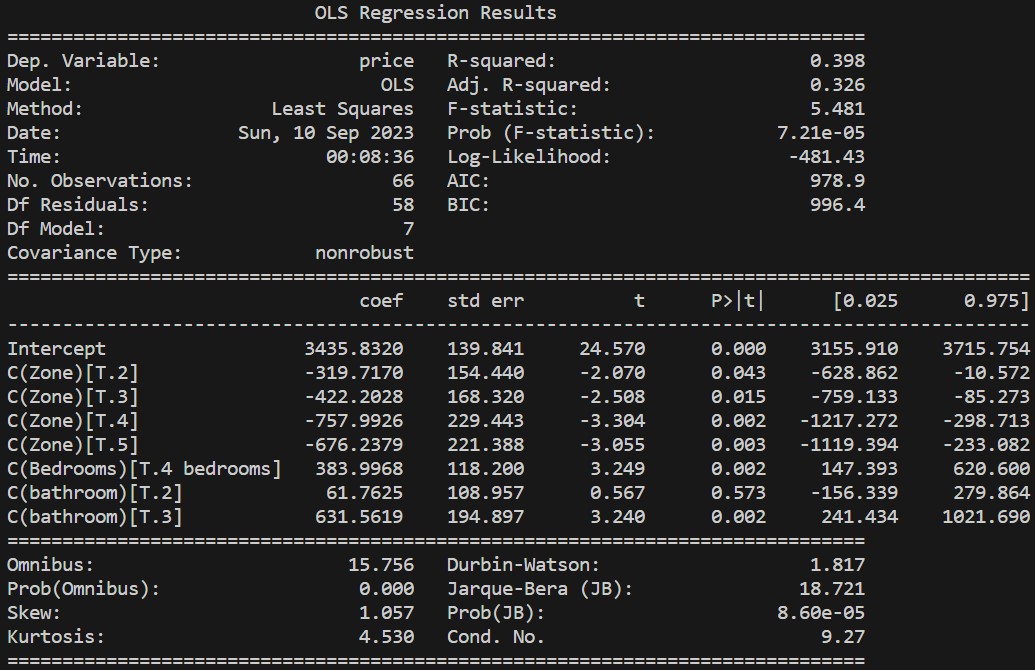 OLS Regression Results
==============================================================================
Dep. Variable: price R-squared: 0.398
Model: OLS Adj. R-squared: 0.326
Method: Least Squares F-statistic: 5.481
Date: Sun, 10 Sep 2023 Prob (F-statistic): 7.21e-05
Time: 00:08:36 Log-Likelihood: -481.43
No. Observations: 66 AIC: 978.9
Df Residuals: 58 BIC: 996.4
Df Model: 7
Covariance Type: nonrobust
=============================================================================================
coef std err t P>|t| [0.025 0.975]
---------------------------------------------------------------------------------------------
Intercept 3435.8320 139.841 24.570 0.000 3155.910 3715.754
C(Zone)[T.2] -319.7170 154.440 -2.070 0.043 -628.862 -10.572
C(Zone)[T.3] -422.2028 168.320 -2.508 0.015 -759.133 -85.273
C(Zone)[T.4] -757.9926 229.443 -3.304 0.002 -1217.272 -298.713
C(Zone)[T.5] -676.2379 221.388 -3.055 0.003 -1119.394 -233.082
C(Bedrooms)[T.4 bedrooms] 383.9968 118.200 3.249 0.002 147.393 620.600
C(bathroom)[T.2] 61.7625 108.957 0.567 0.573 -156.339 279.864
C(bathroom)[T.3] 631.5619 194.897 3.240 0.002 241.434 1021.690
==============================================================================
Omnibus: 15.756 Durbin-Watson: 1.817
Prob(Omnibus): 0.000 Jarque-Bera (JB): 18.721
Skew: 1.057 Prob(JB): 8.60e-05
Kurtosis: 4.530 Cond. No. 9.27
==============================================================================